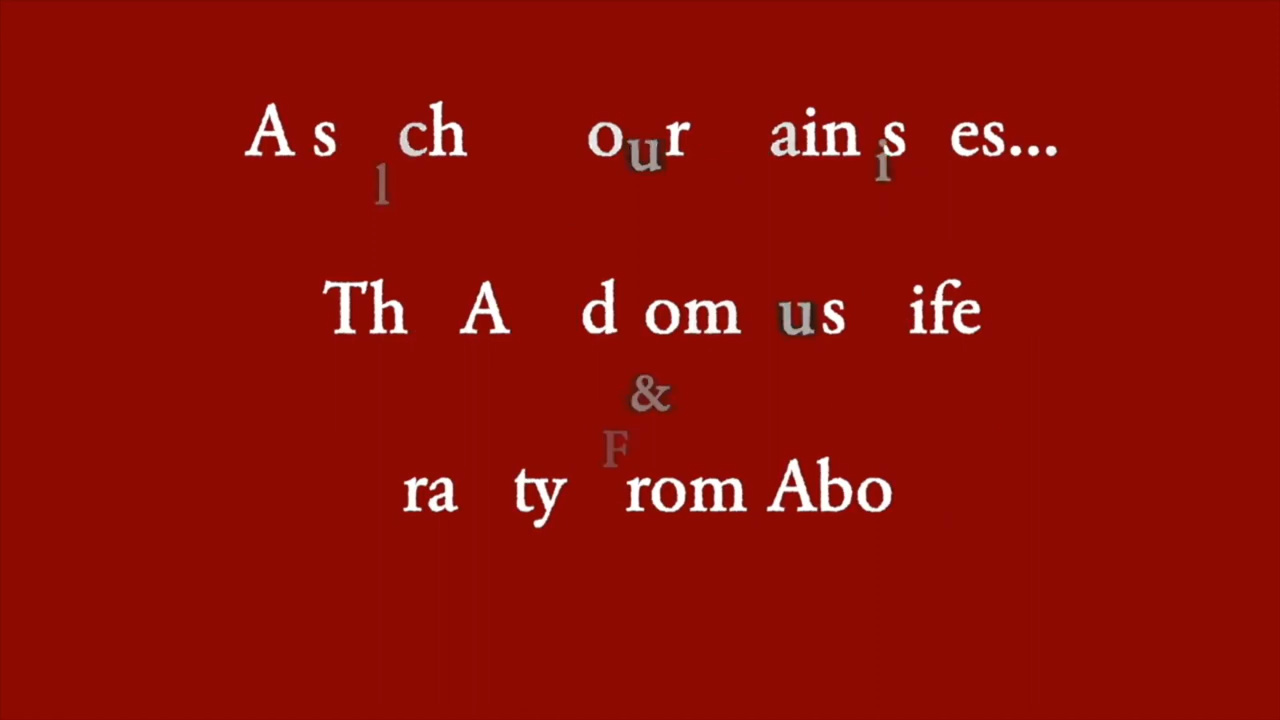 A s l ch our ain i s es...
Th A d om us ife
&
F
ra ty rom Abo